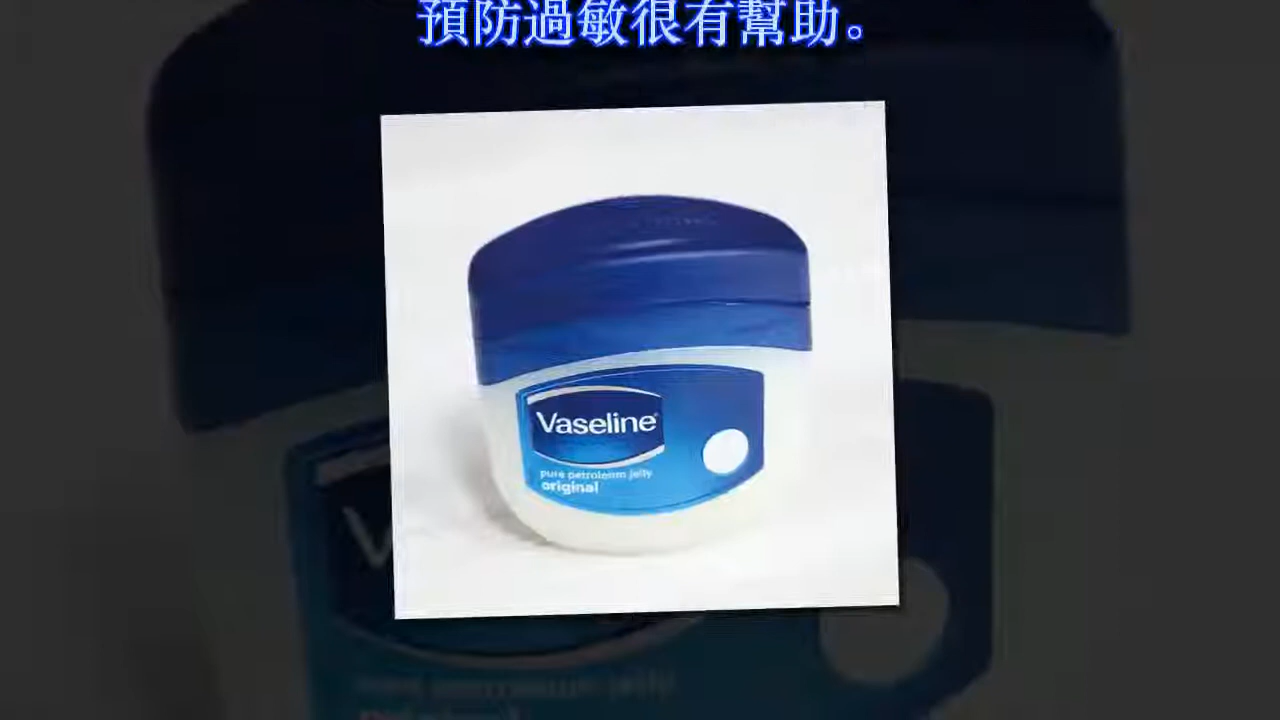 預防過敏很有幫助。
Vaseline
pure petroleum jelly
original